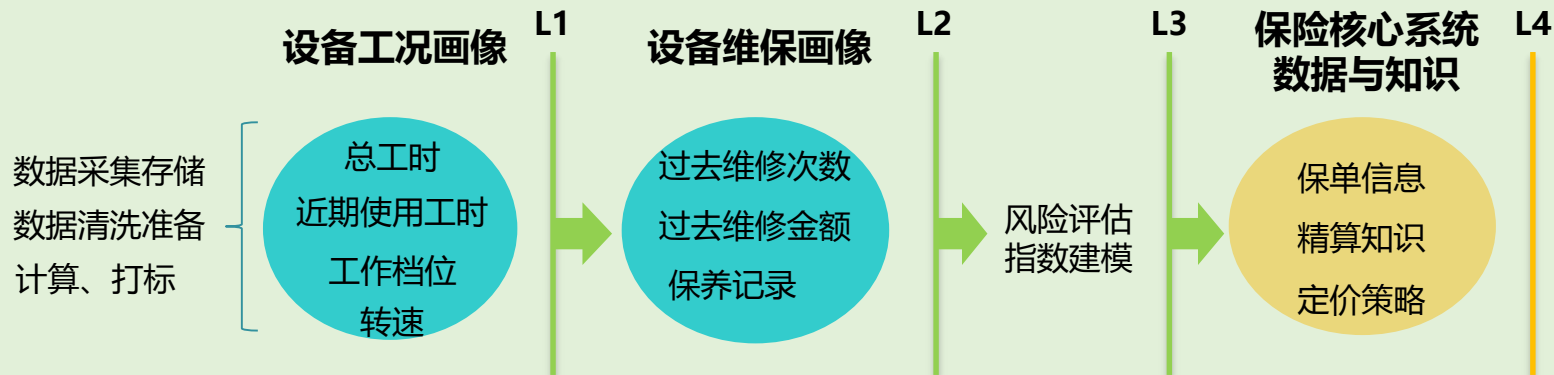 设备工况画像
L1
设备维保画像
L2
L3
保险核心系统
数据与知识
L4
数据采集存储
数据清洗准备
计算、打标
总工时
近期使用工时
工作档位
转速
过去维修次数
过去维修金额
保养记录
风险评估
指数建模
保单信息
精算知识
定价策略